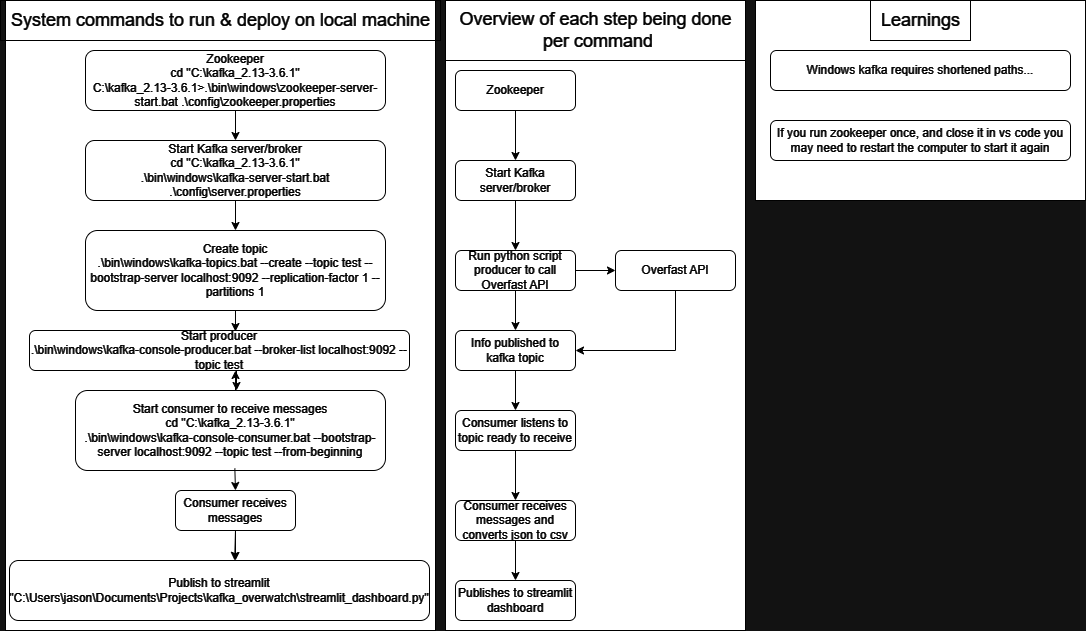 System commands to run & deploy on local machine
Zookeeper
cd "C:\kafka_2.13-3.6.1"
C:\kafka_2.13-3.6.1>.\bin\windows\zookeeper-server-
start.bat .\config\zookeeper.properties
Start Kafka server/broker
cd "C:\kafka_2.13-3.6.1"
.\bin\windows\kafka-server-start.bat
.\config\server.properties
Create topic
.\bin\windows\kafka-topics.bat --create --topic test --
bootstrap-server localhost:9092 --replication-factor 1 --
partitions 1
Start producer
.\bin\windows\kafka-console-producer.bat --broker-list localhost:9092 --
topic test
Start consumer to receive messages
cd "C:\kafka_2.13-3.6.1"
.\bin\windows\kafka-console-consumer.bat --bootstrap-
server localhost:9092 --topic test --from-beginning
Consumer receives
messages
Publish to streamlit
"C:\Users\jason\Documents\Projects\kafka_overwatch\streamlit_dashboard.py"
Overview of each step being done
per command
Zookeeper
Start Kafka
server/broker
Run python script
producer to call
Overfast API
Overfast API
Info published to
kafka topic
Consumer listens to
topic ready to receive
Consumer receives
messages and
converts json to csv
Publishes to streamlit
dashboard
Learnings
Windows kafka requires shortened paths...
If you run zookeeper once, and close it in vs code you
may need to restart the computer to start it again